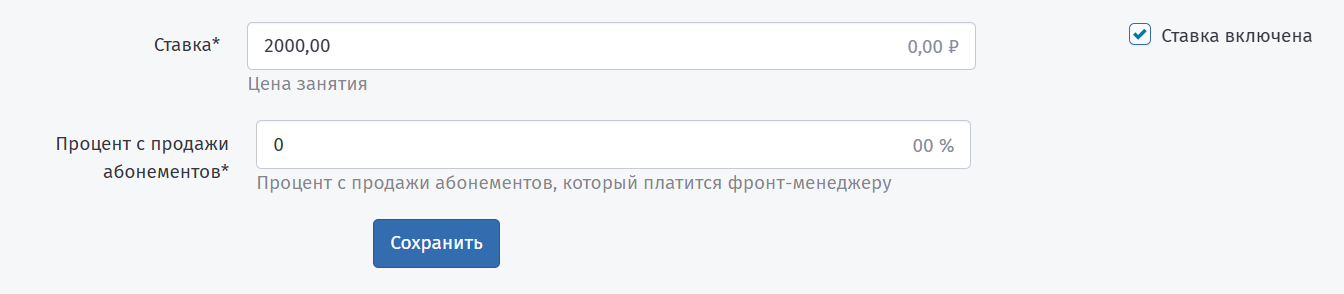 Ставка*
2000,00
0,00 ₽
Ставка включена
Цена занятия
Процент с продажи
абонементов*
0
00 %
Процент с продажи абонементов, который платится фронт-менеджеру
Сохранить